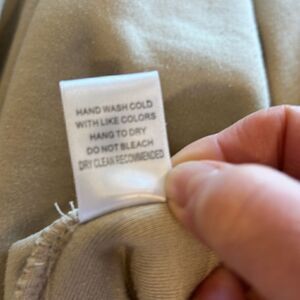 HAND WASH COLD
WITH LIKE COLORS
HANG TO DRY
DO NOT BLEACH
DRY CLEAN RECOMMENDED